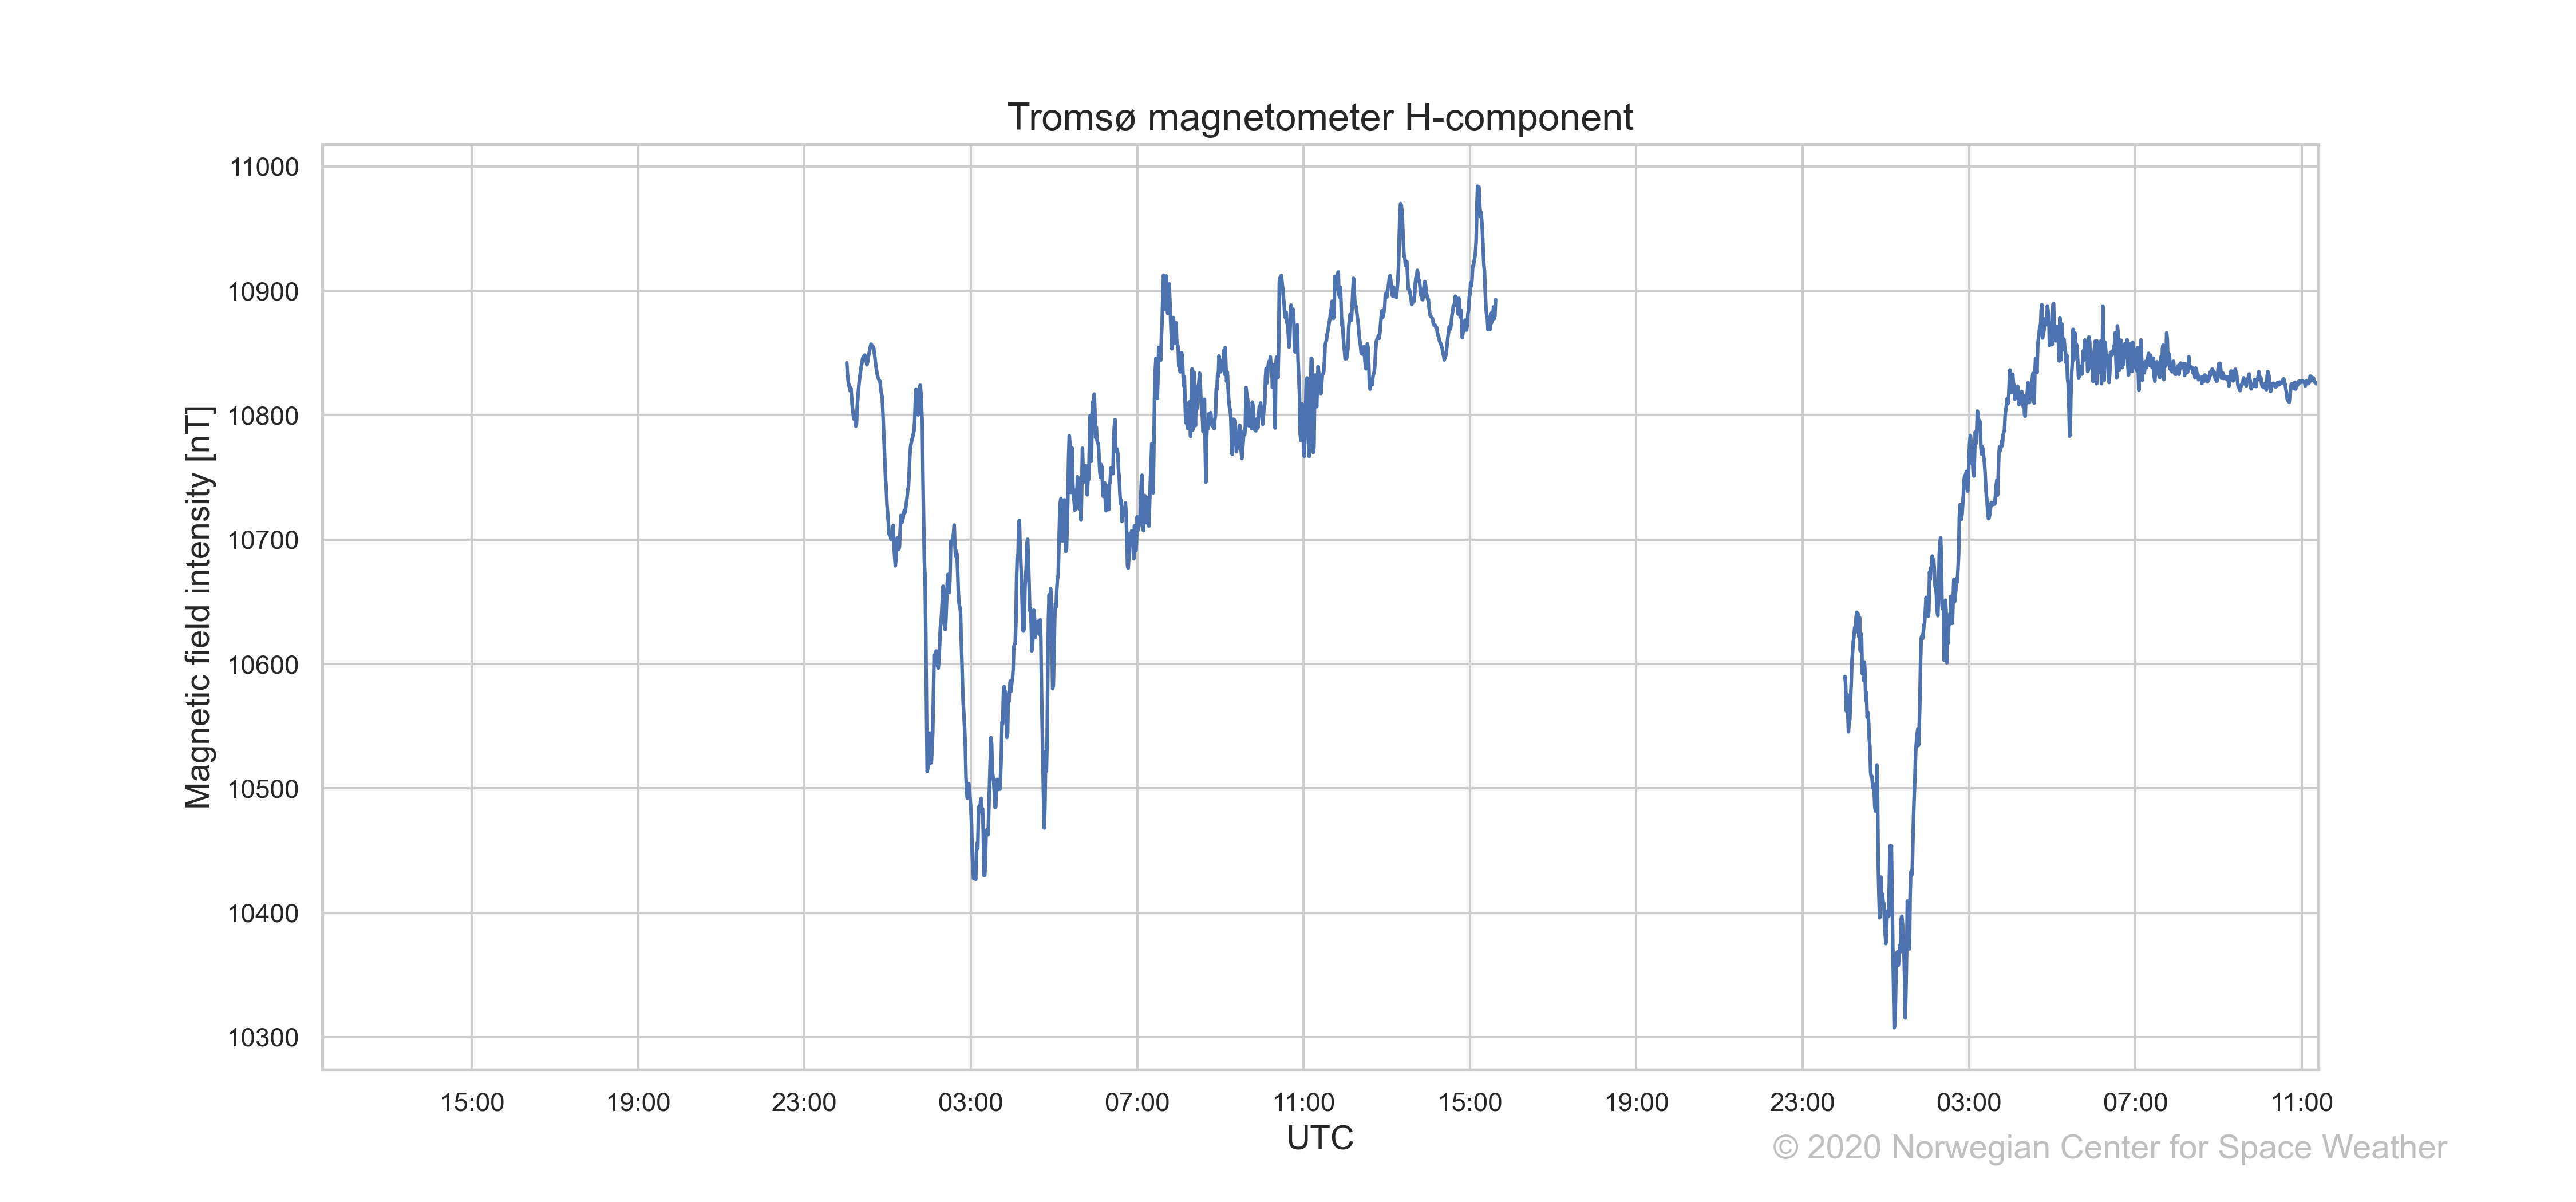 Tromsø magnetometer H-component
11000
10900
10800
10700
10600
10500
10400
10300
Magnetic field intensity [nT]
15:00 19:00 23:00 03:00 07:00 11:00 15:00 19:00 23:00 03:00 07:00 11:00
UTC
© 2020 Norwegian Center for Space Weather